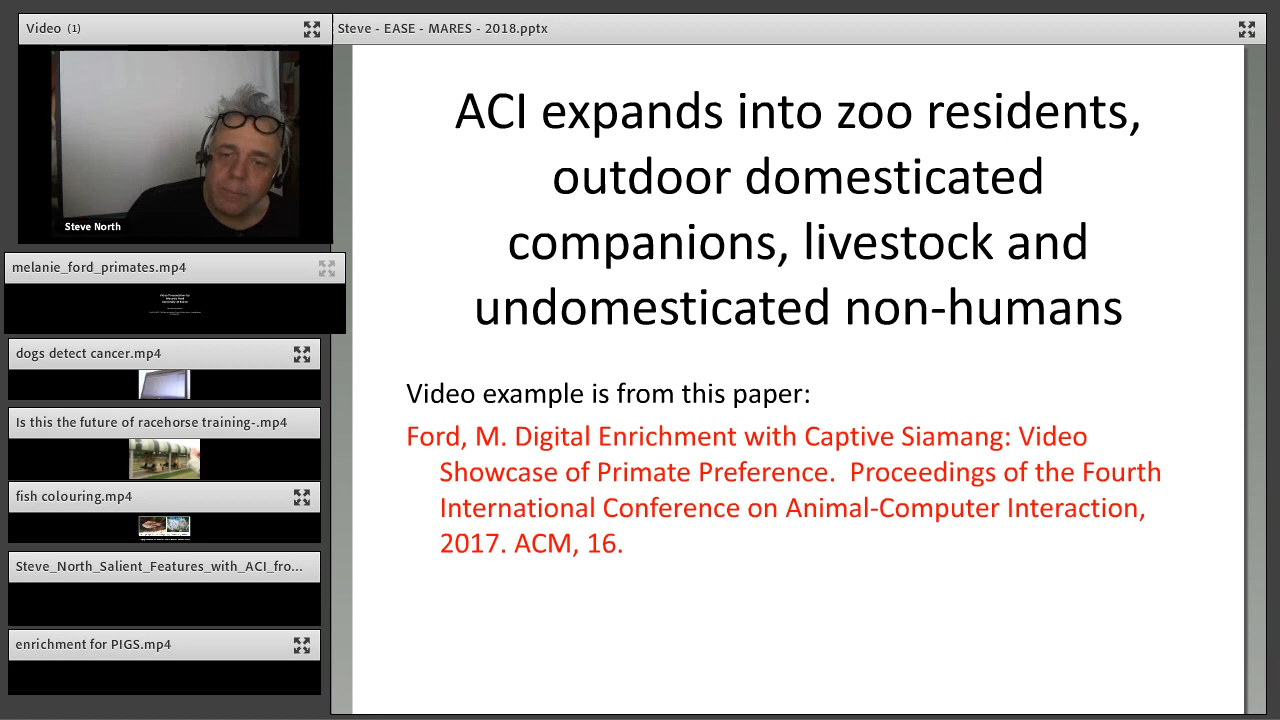 Video (1)
Steve - EASE - MARES - 2018.pptx
Steve North
melanie_ford_primates.mp4
dogs detect cancer.mp4
Is this the future of racehorse training-.mp4
fish colouring.mp4
Steve_North_Salient_Features_with_ACI_fro...
enrichment for PIGS.mp4
ACI expands into zoo residents,
outdoor domesticated
companions, livestock and
undomesticated non-humans
Video example is from this paper:
Ford, M. Digital Enrichment with Captive Siamang: Video
Showcase of Primate Preference. Proceedings of the Fourth
International Conference on Animal-Computer Interaction,
2017. ACM, 16.